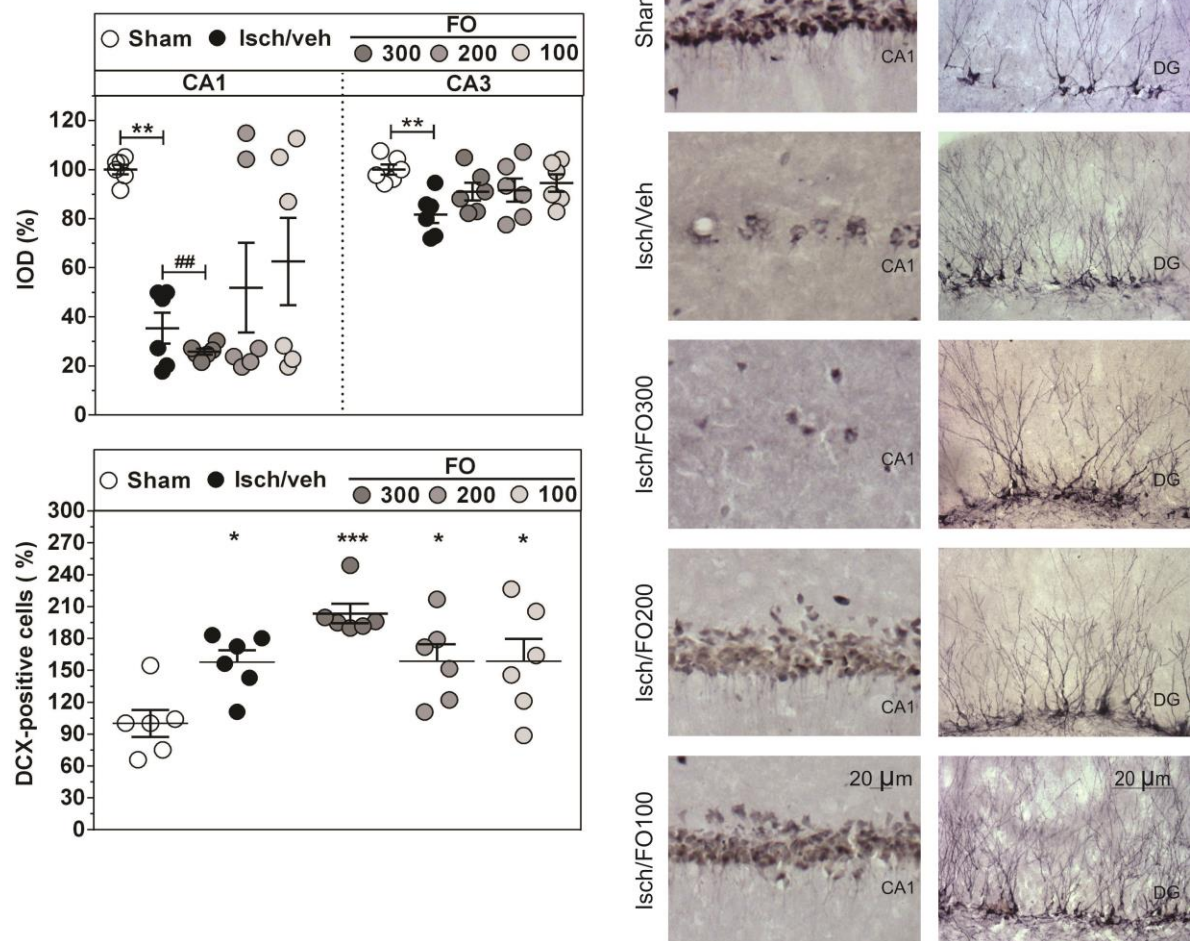 FO
Sham Isch/veh
300 200 100
CA1 CA3
IOD (%)
120
100
80
60
40
20
0
** ## **
FO
Sham Isch/veh
300 200 100
DCX-positive cells ( %)
300
270
240
210
180
150
120
90
60
30
0
* *** * *
Sham
CA1
DG
Isch/Veh
CA1
DG
Isch/FO300
CA1
DG
Isch/FO200
CA1
DG
Isch/FO100
20 µm
CA1
20 µm
DG